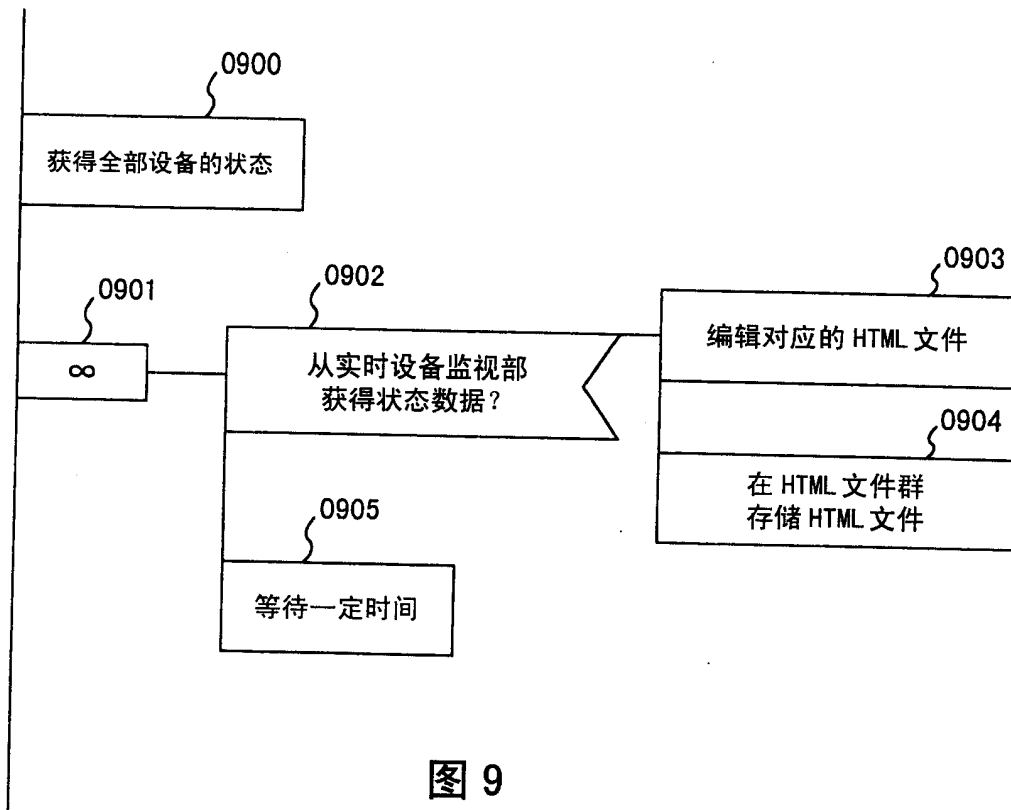 0900
获得全部设备的状态
0901
∞
0902
从实时设备监视部
获得状态数据？
0903
编辑对应的 HTML 文件
0904
在 HTML 文件群
存储 HTML 文件
0905
等待一定时间
图 9